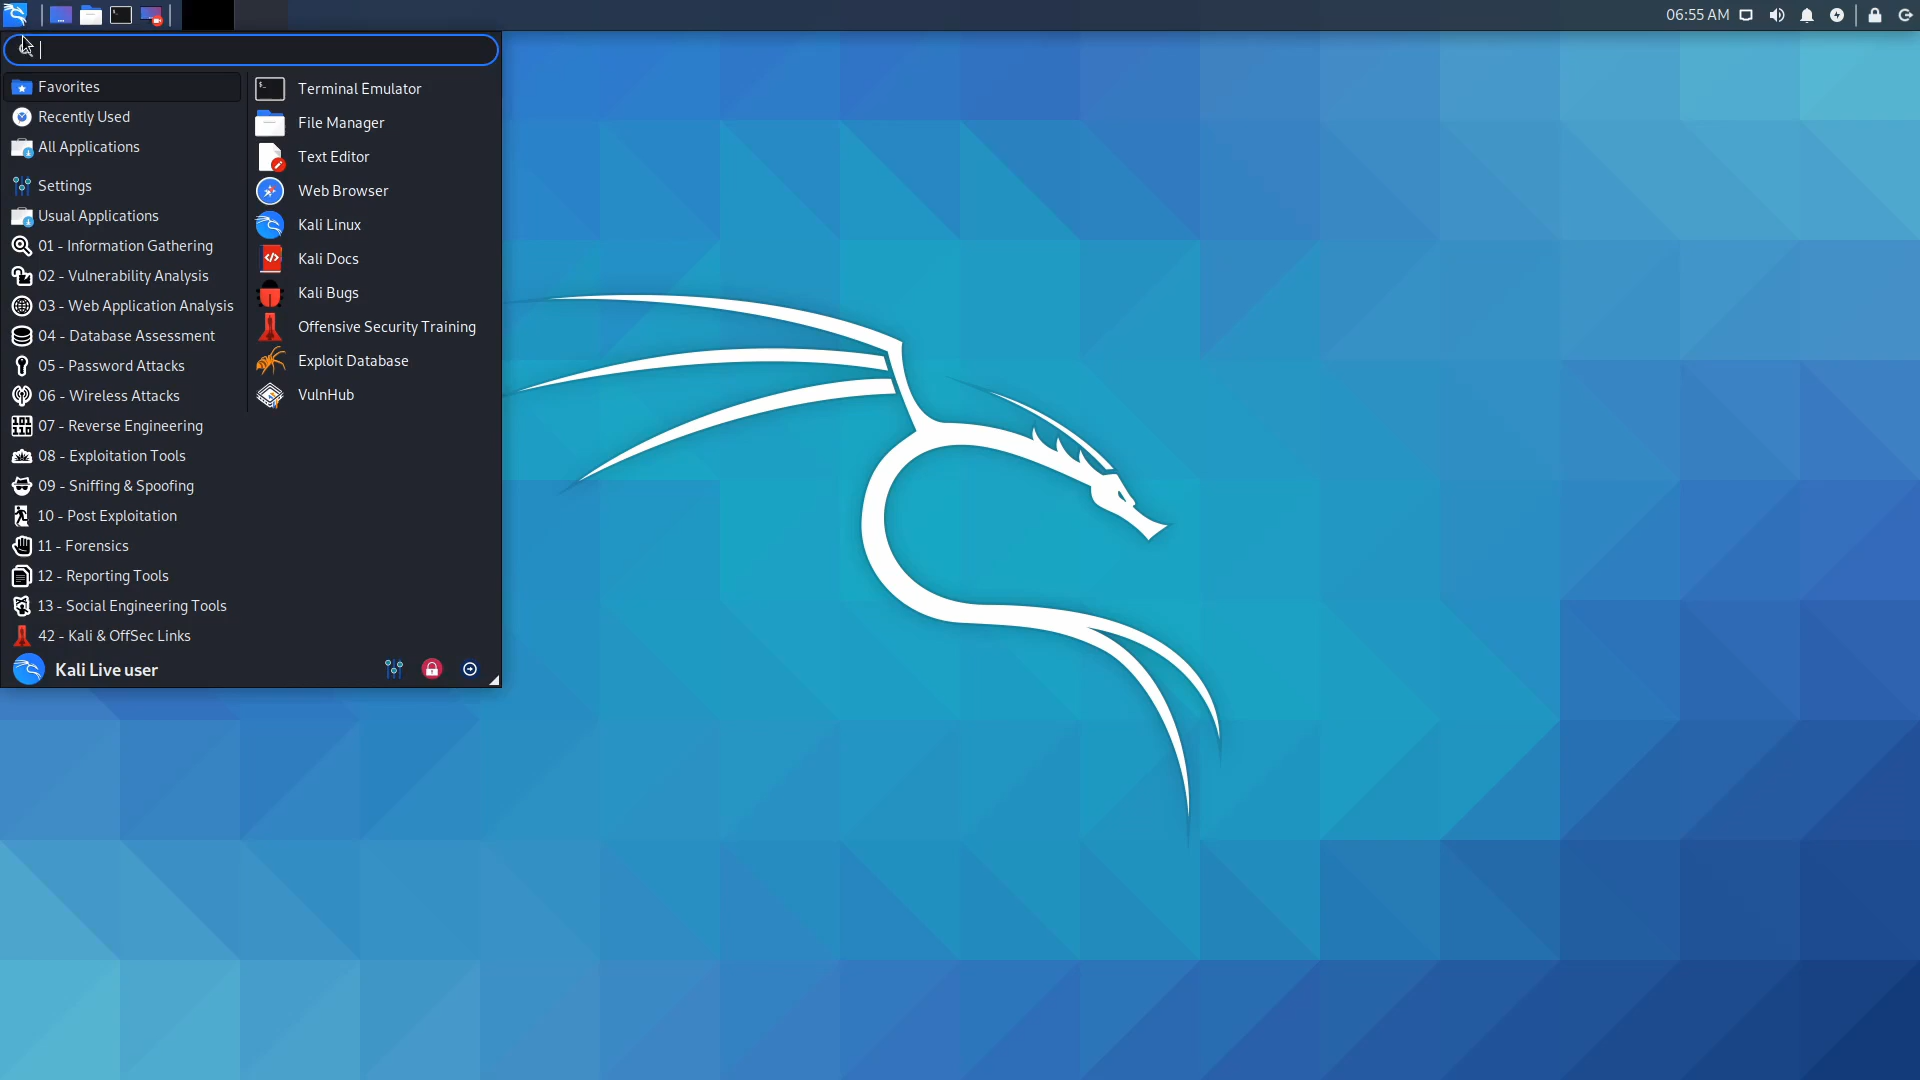 06:55 AM
Favorites
Recently Used
All Applications
Settings
Usual Applications
01 - Information Gathering
02 - Vulnerability Analysis
03 - Web Application Analysis
04 - Database Assessment
05 - Password Attacks
06 - Wireless Attacks
07 - Reverse Engineering
08 - Exploitation Tools
09 - Sniffing & Spoofing
10 - Post Exploitation
11 - Forensics
12 - Reporting Tools
13 - Social Engineering Tools
42 - Kali & OffSec Links
Terminal Emulator
File Manager
Text Editor
Web Browser
Kali Linux
Kali Docs
Kali Bugs
Offensive Security Training
Exploit Database
VulnHub
Kali Live user